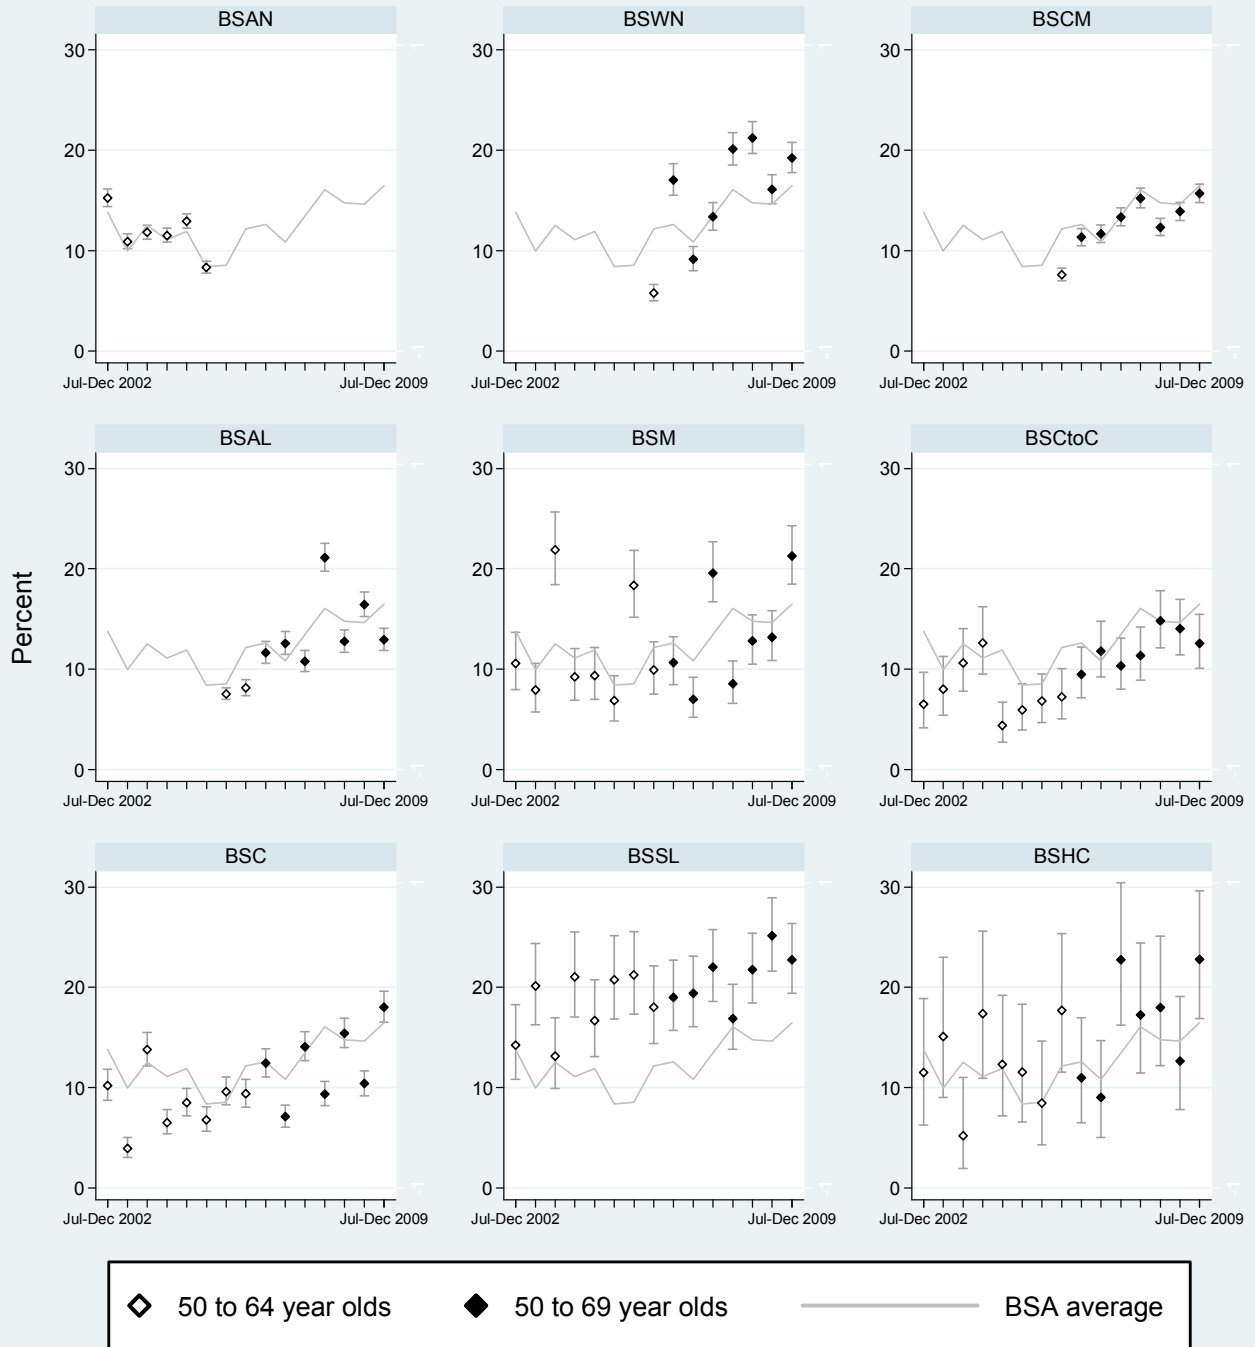 BSAN BSWN BSCM
30 30 30
20 20 20
10 10 10
0 0 0
Jul-Dec 2002 Jul-Dec 2009 Jul-Dec 2002 Jul-Dec 2009 Jul-Dec 2002 Jul-Dec 2009
BSAL BSM BSCtoC
30 30 30
20 20 20
Percent
10 10 10
0 0 0
Jul-Dec 2002 Jul-Dec 2009 Jul-Dec 2002 Jul-Dec 2009 Jul-Dec 2002 Jul-Dec 2009
BSC BSSL BSHC
30 30 30
20 20 20
10 10 10
0 0 0
Jul-Dec 2002 Jul-Dec 2009 Jul-Dec 2002 Jul-Dec 2009 Jul-Dec 2002 Jul-Dec 2009
50 to 64 year olds 50 to 69 year olds BSA average